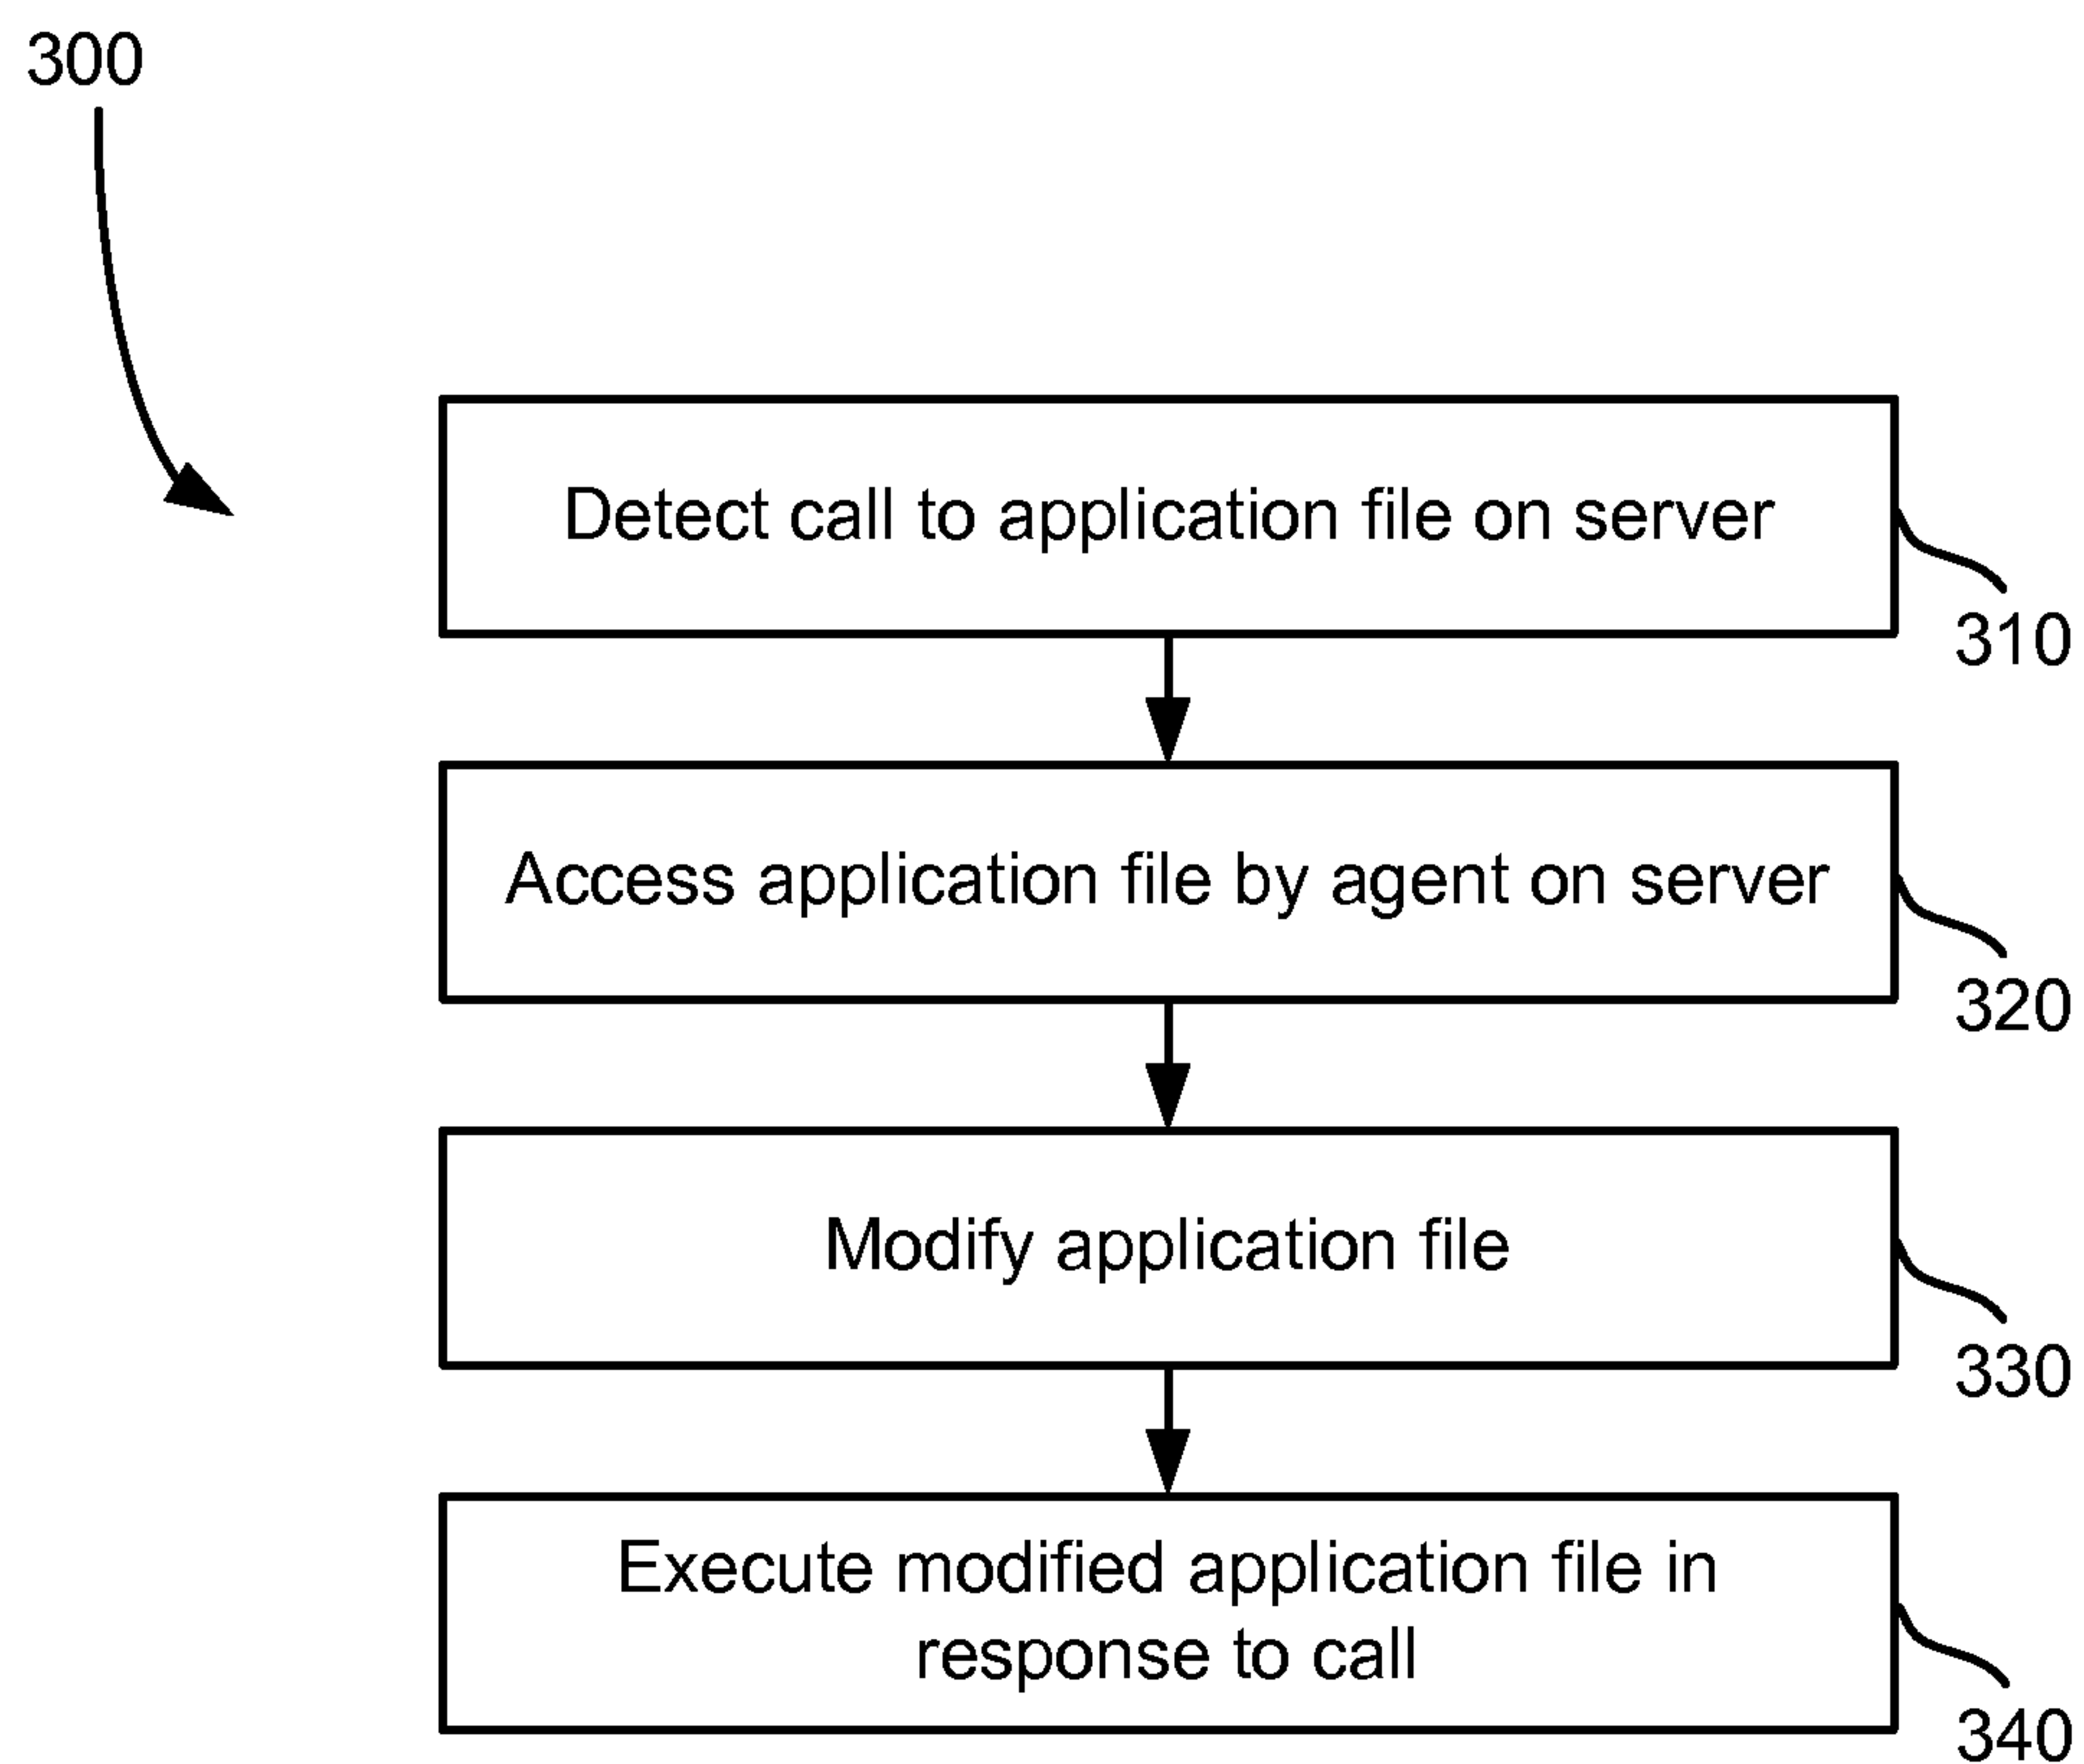 300
Detect call to application file on server
310
Access application file by agent on server
320
Modify application file
330
Execute modified application file in
response to call
340